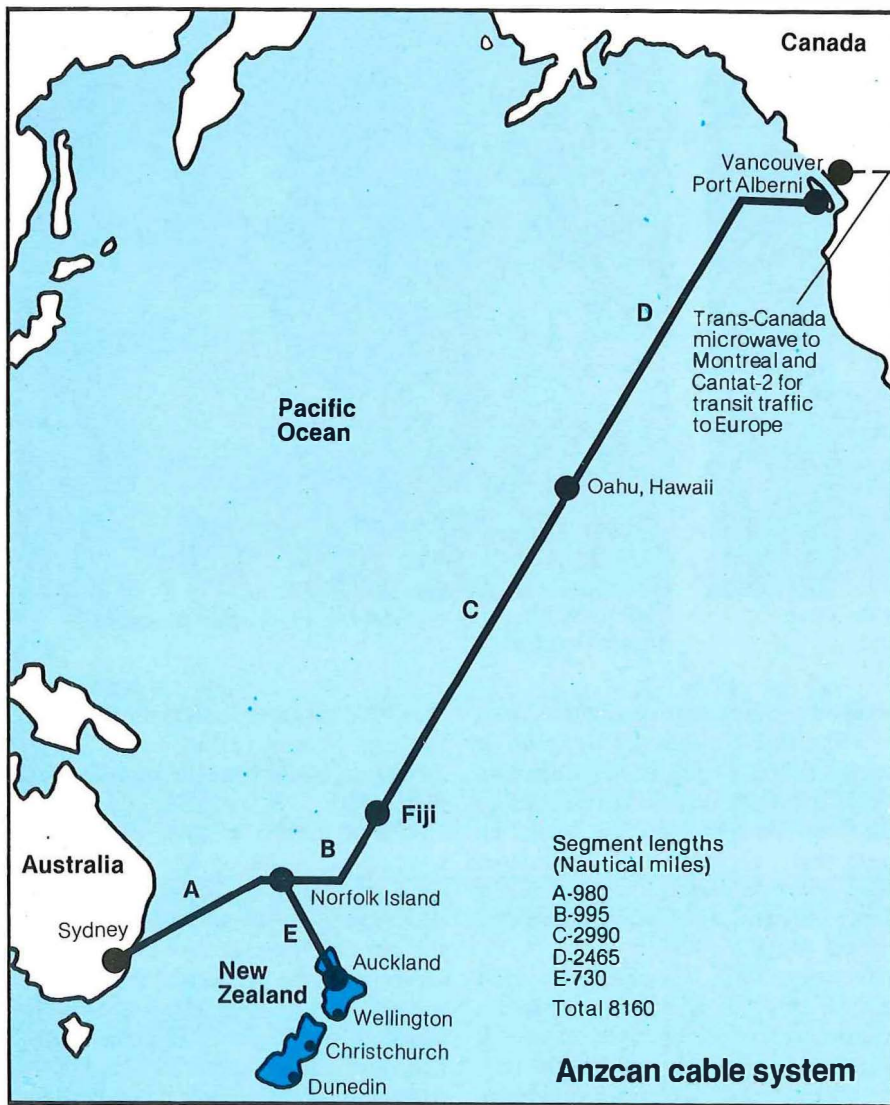 Canada
Vancouver
Port Alberni
D
Trans-Canada
microwave to
Montreal and
Cantat-2 for
transit traffic
to Europe
Pacific
Ocean
Oahu, Hawaii
C
Fiji
B
Australia
A
Norfolk Island
Sydney
E
New
Zealand
Auckland
Wellington
Christchurch
Dunedin
Segment lengths
(Nautical miles)
A-980
B-995
C-2990
D-2465
E-730
Total 8160
Anzcan cable system